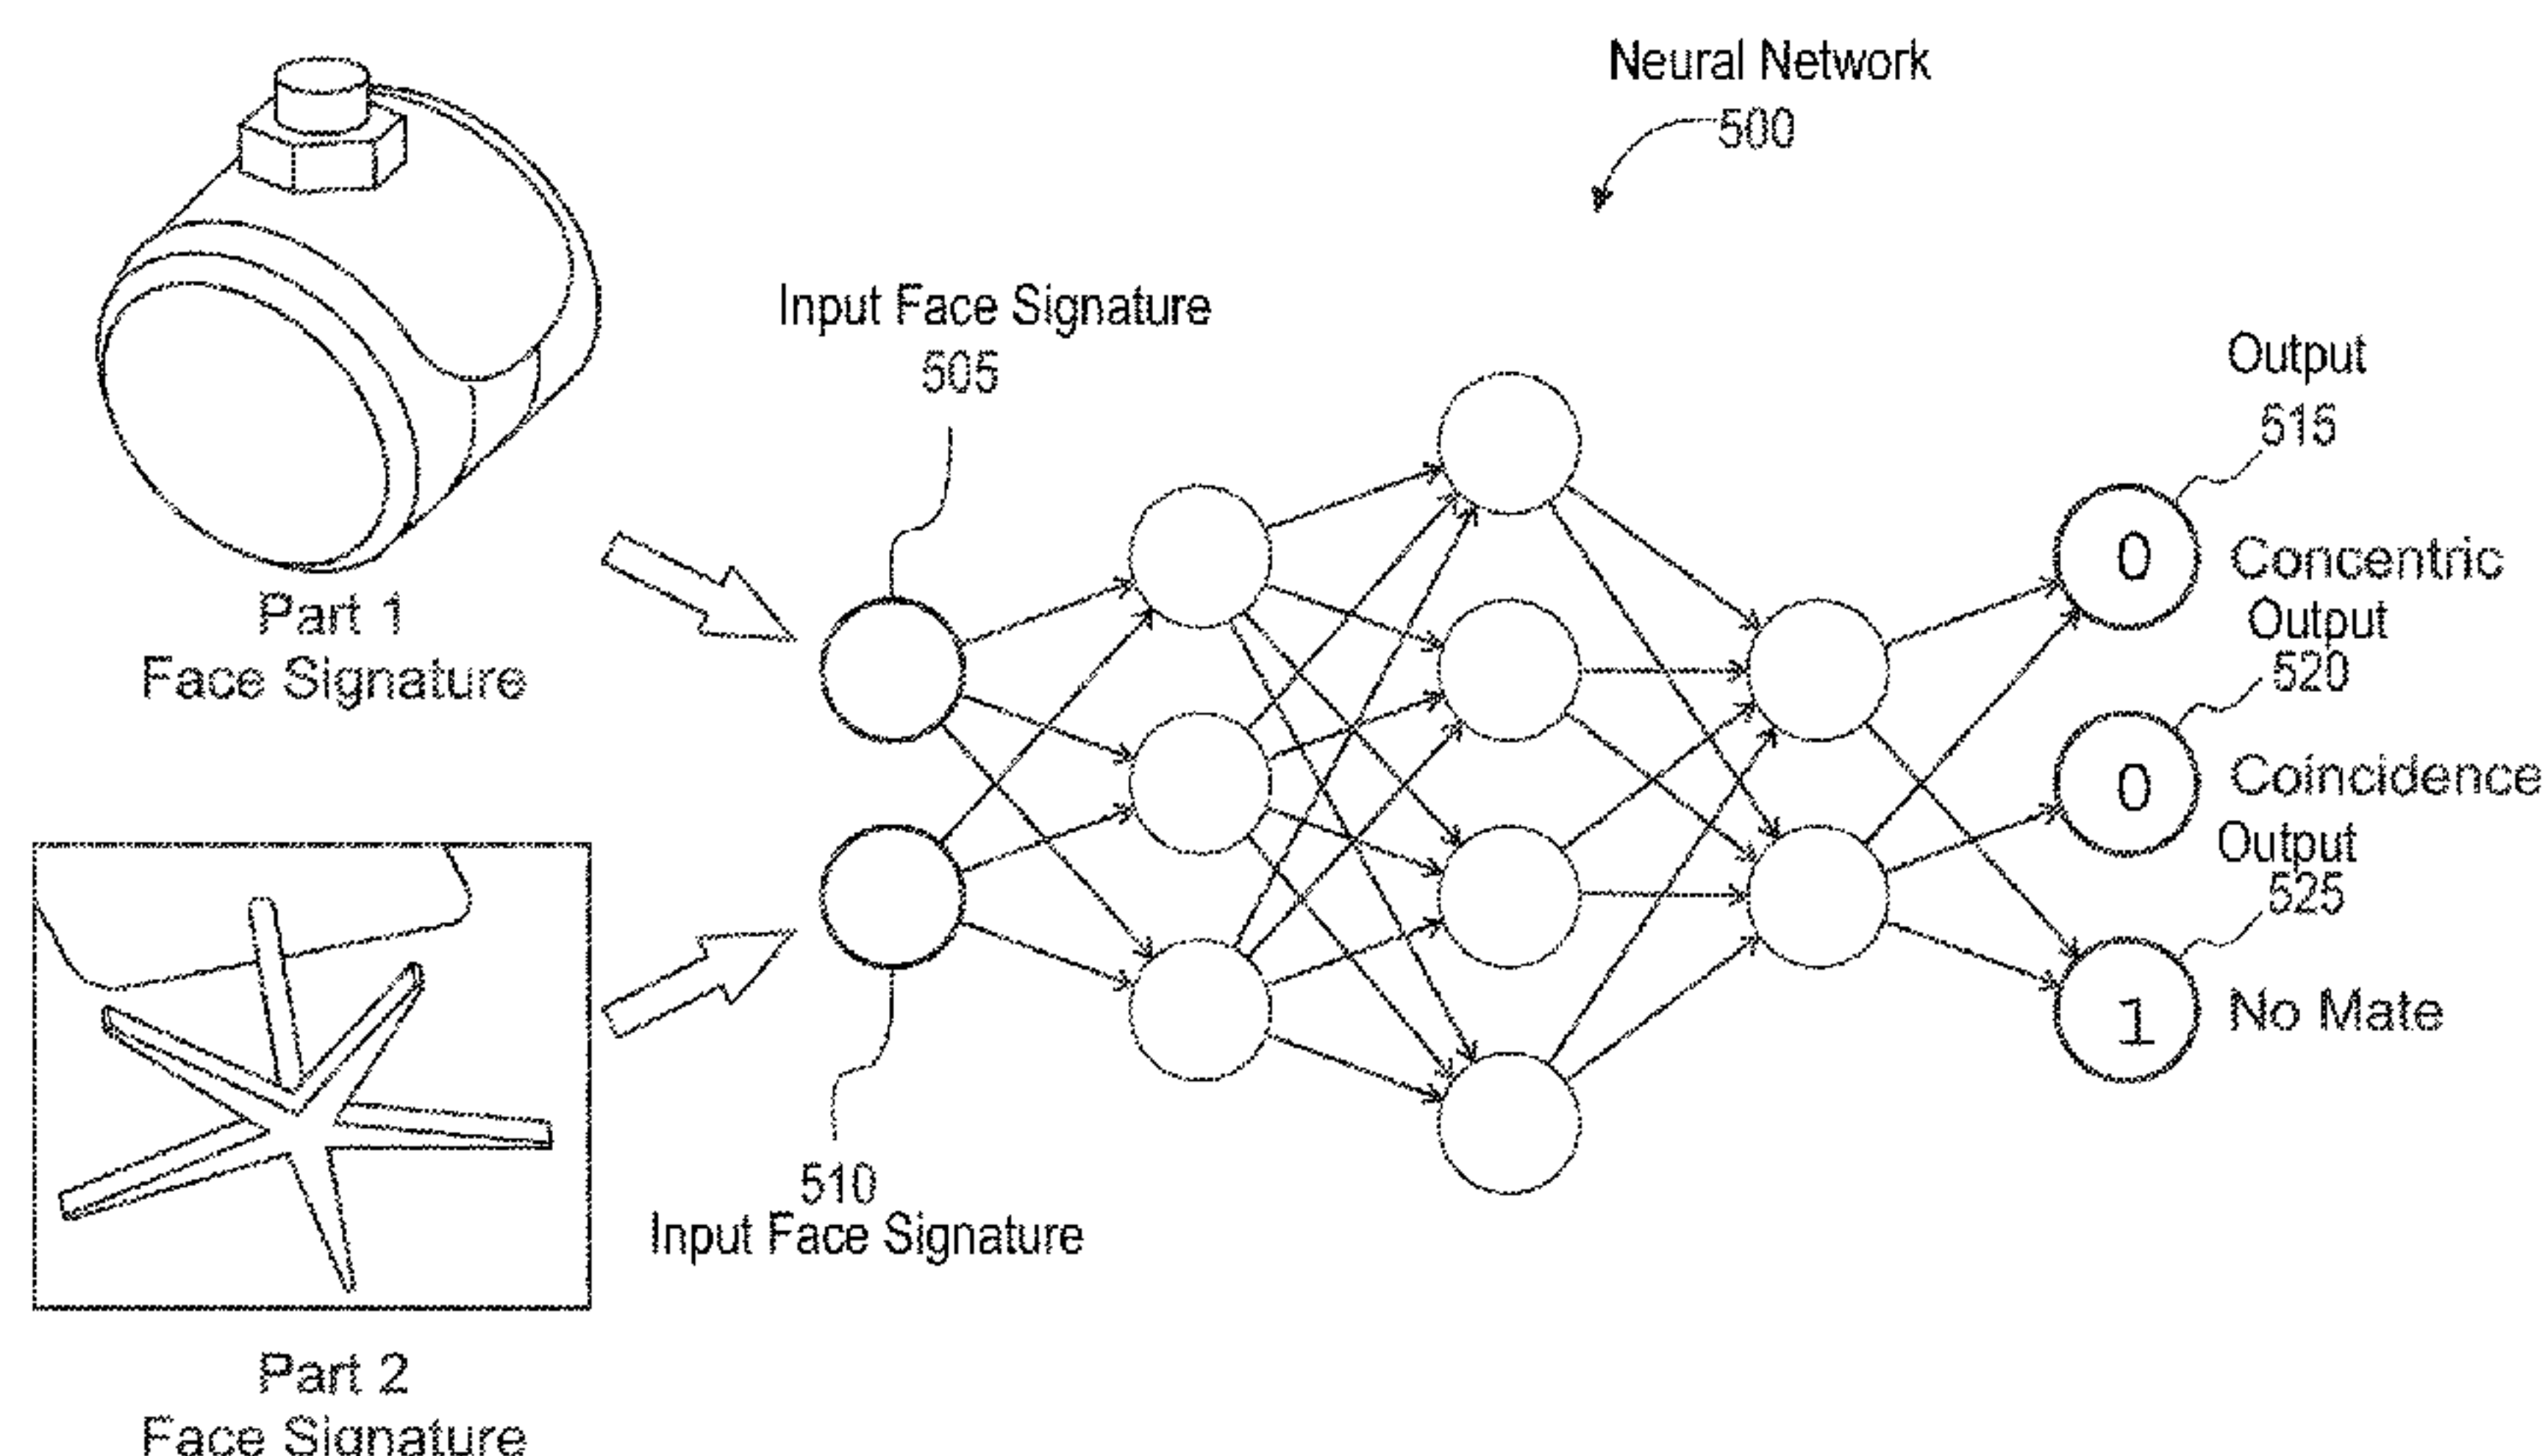 Neural Network
500
Input Face Signature
505
Part 1
Face Signature
Output
515
0
Concentric
Output
520
0
Coincidence
Output
525
1
No Mate
510
Input Face Signature
Part 2
Face Signature